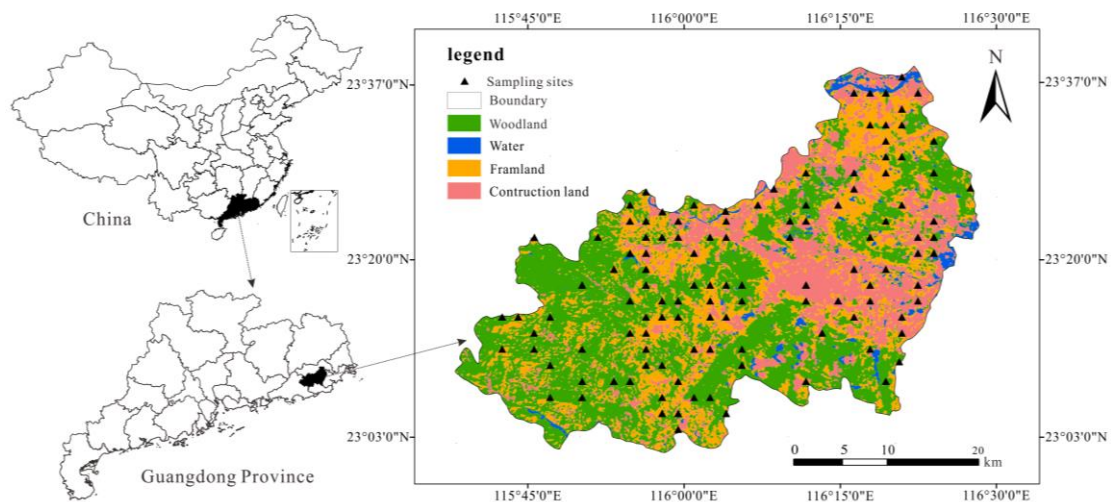 115°45'0"E 116°00'0"E 116°15'0"E 116°30'0"E
legend
Sampling sites
Boundary
Woodland
Water
Framland
Contruction land
N
23°37'0"N
23°37'0"N
China
23°20'0"N
23°20'0"N
23°03'0"N
23°03'0"N
Guangdong Province
0 5 10 20
km
115°45'0"E 116°00'0"E 116°15'0"E 116°30'0"E